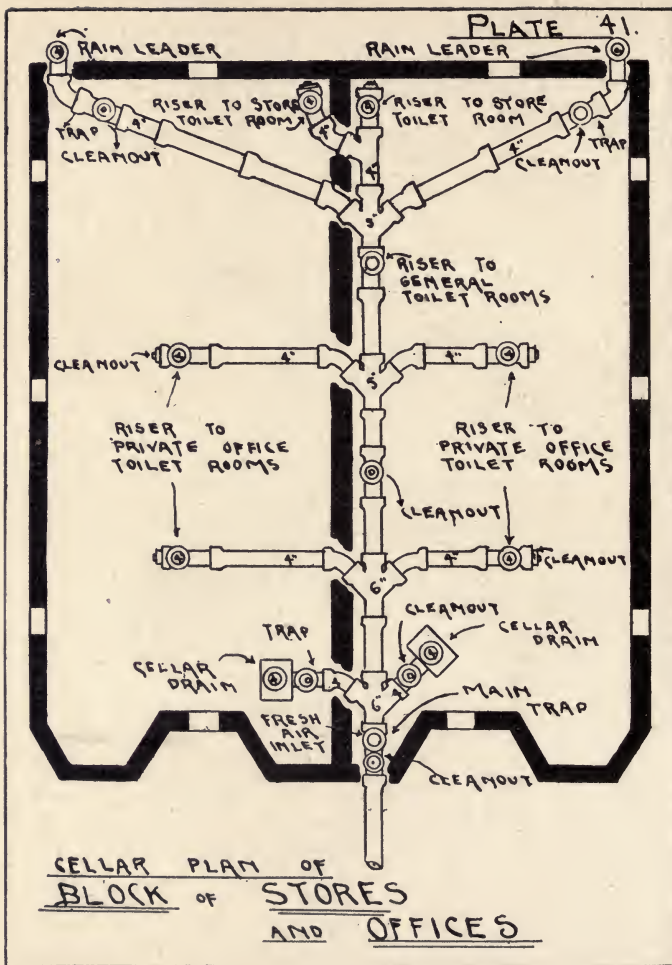 PLATE 41.
RAIN LEADER
RAIN LEADER
RISER TO STORE
TOILET ROOM
RISER TO STORE
TOILET ROOM
TRAP
4"
CLEANOUT
4"
4"
4"
CLEANOUT
TRAP
5"
RISER TO
GENERAL
TOILET ROOMS
CLEANOUT
4"
5"
4"
RISER TO
PRIVATE OFFICE
TOILET ROOMS
RISER TO
PRIVATE OFFICE
TOILET ROOMS
CLEANOUT
4"
6"
4"
CLEANOUT
TRAP
CLEANOUT
CELLAR
DRAIN
CELLAR
DRAIN
4
6"
4"
MAIN
TRAP
FRESH
AIR
INLET
CLEANOUT
CELLAR PLAN OF
BLOCK OF STORES
AND OFFICES